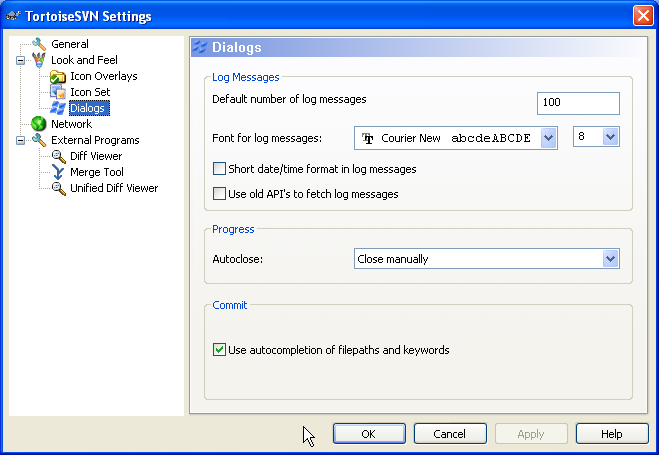 TortoiseSVN Settings
General
Look and Feel
Icon Overlays
Icon Set
Dialogs
Network
External Programs
Diff Viewer
Merge Tool
Unified Diff Viewer
Dialogs
Log Messages
Default number of log messages 100
Font for log messages: Courier New abcdeABCDE 8
Short date/time format in log messages
Use old API's to fetch log messages
Progress
Autoclose: Close manually
Commit
Use autocompletion of filepaths and keywords
OK Cancel Apply Help